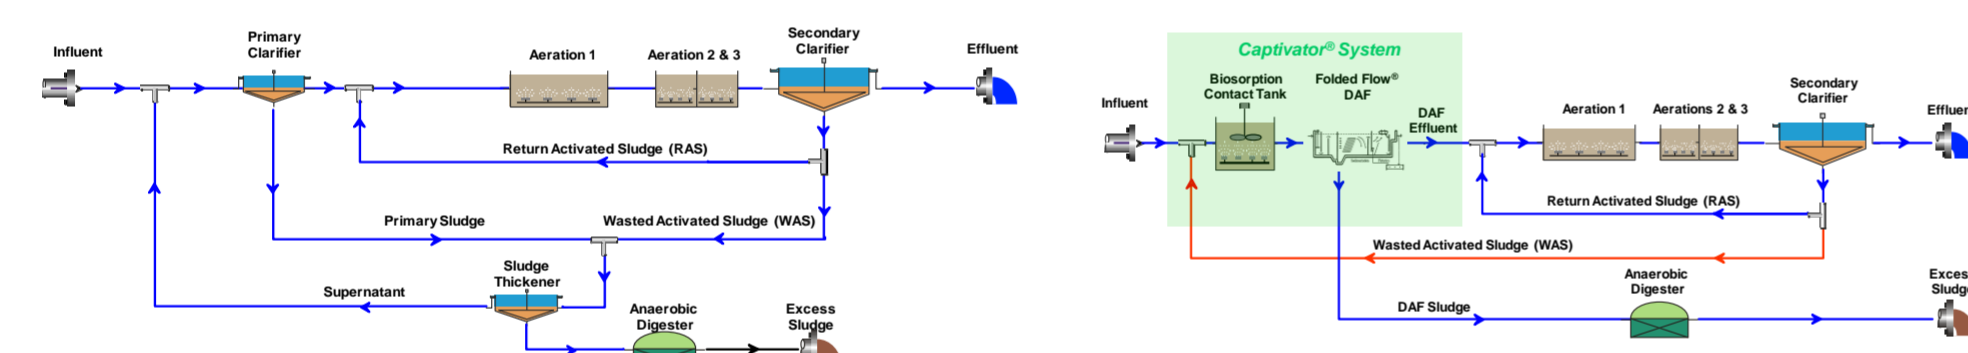 Influent
Primary
Clarifier
Aeration 1
Aeration 2 & 3
Secondary
Clarifier
Effluent
Return Activated Sludge (RAS)
Primary Sludge
Wasted Activated Sludge (WAS)
Sludge
Thickener
Supernatant
Anaerobic
Digester
Excess
Sludge
Captivator® System
Biosorption
Contact Tank
Folded Flow®
DAF
Influent
DAF
Effluent
Aeration 1
Aerations 2 & 3
Secondary
Clarifier
Effluer
Return Activated Sludge (RAS)
Wasted Activated Sludge (WAS)
DAF Sludge
Anaerobic
Digester
Exces
Sludg